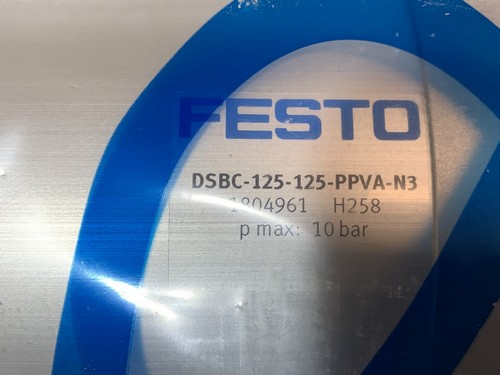 FESTO
DSBC-125-125-PPVA-N3
1804961 H258
p max: 10 bar